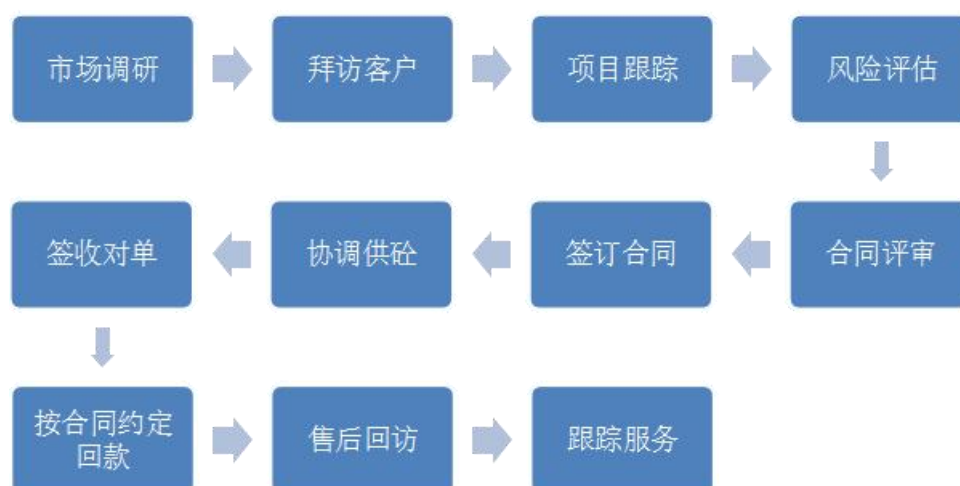 市场调研
拜访客户
项目跟踪
风险评估
合同评审
签订合同
协调供砼
签收对单
按合同约定
回款
售后回访
跟踪服务